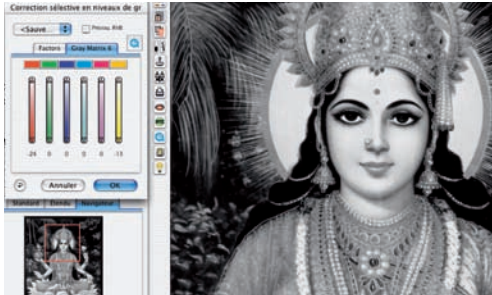 Correction sélective en niveaux de gr
<Sauve...
Préserv. RVB
Factors
Gray Matrix 6
-24 0 0 0 0 -13
Annuler
OK
Standard
Etendu
Navigateur